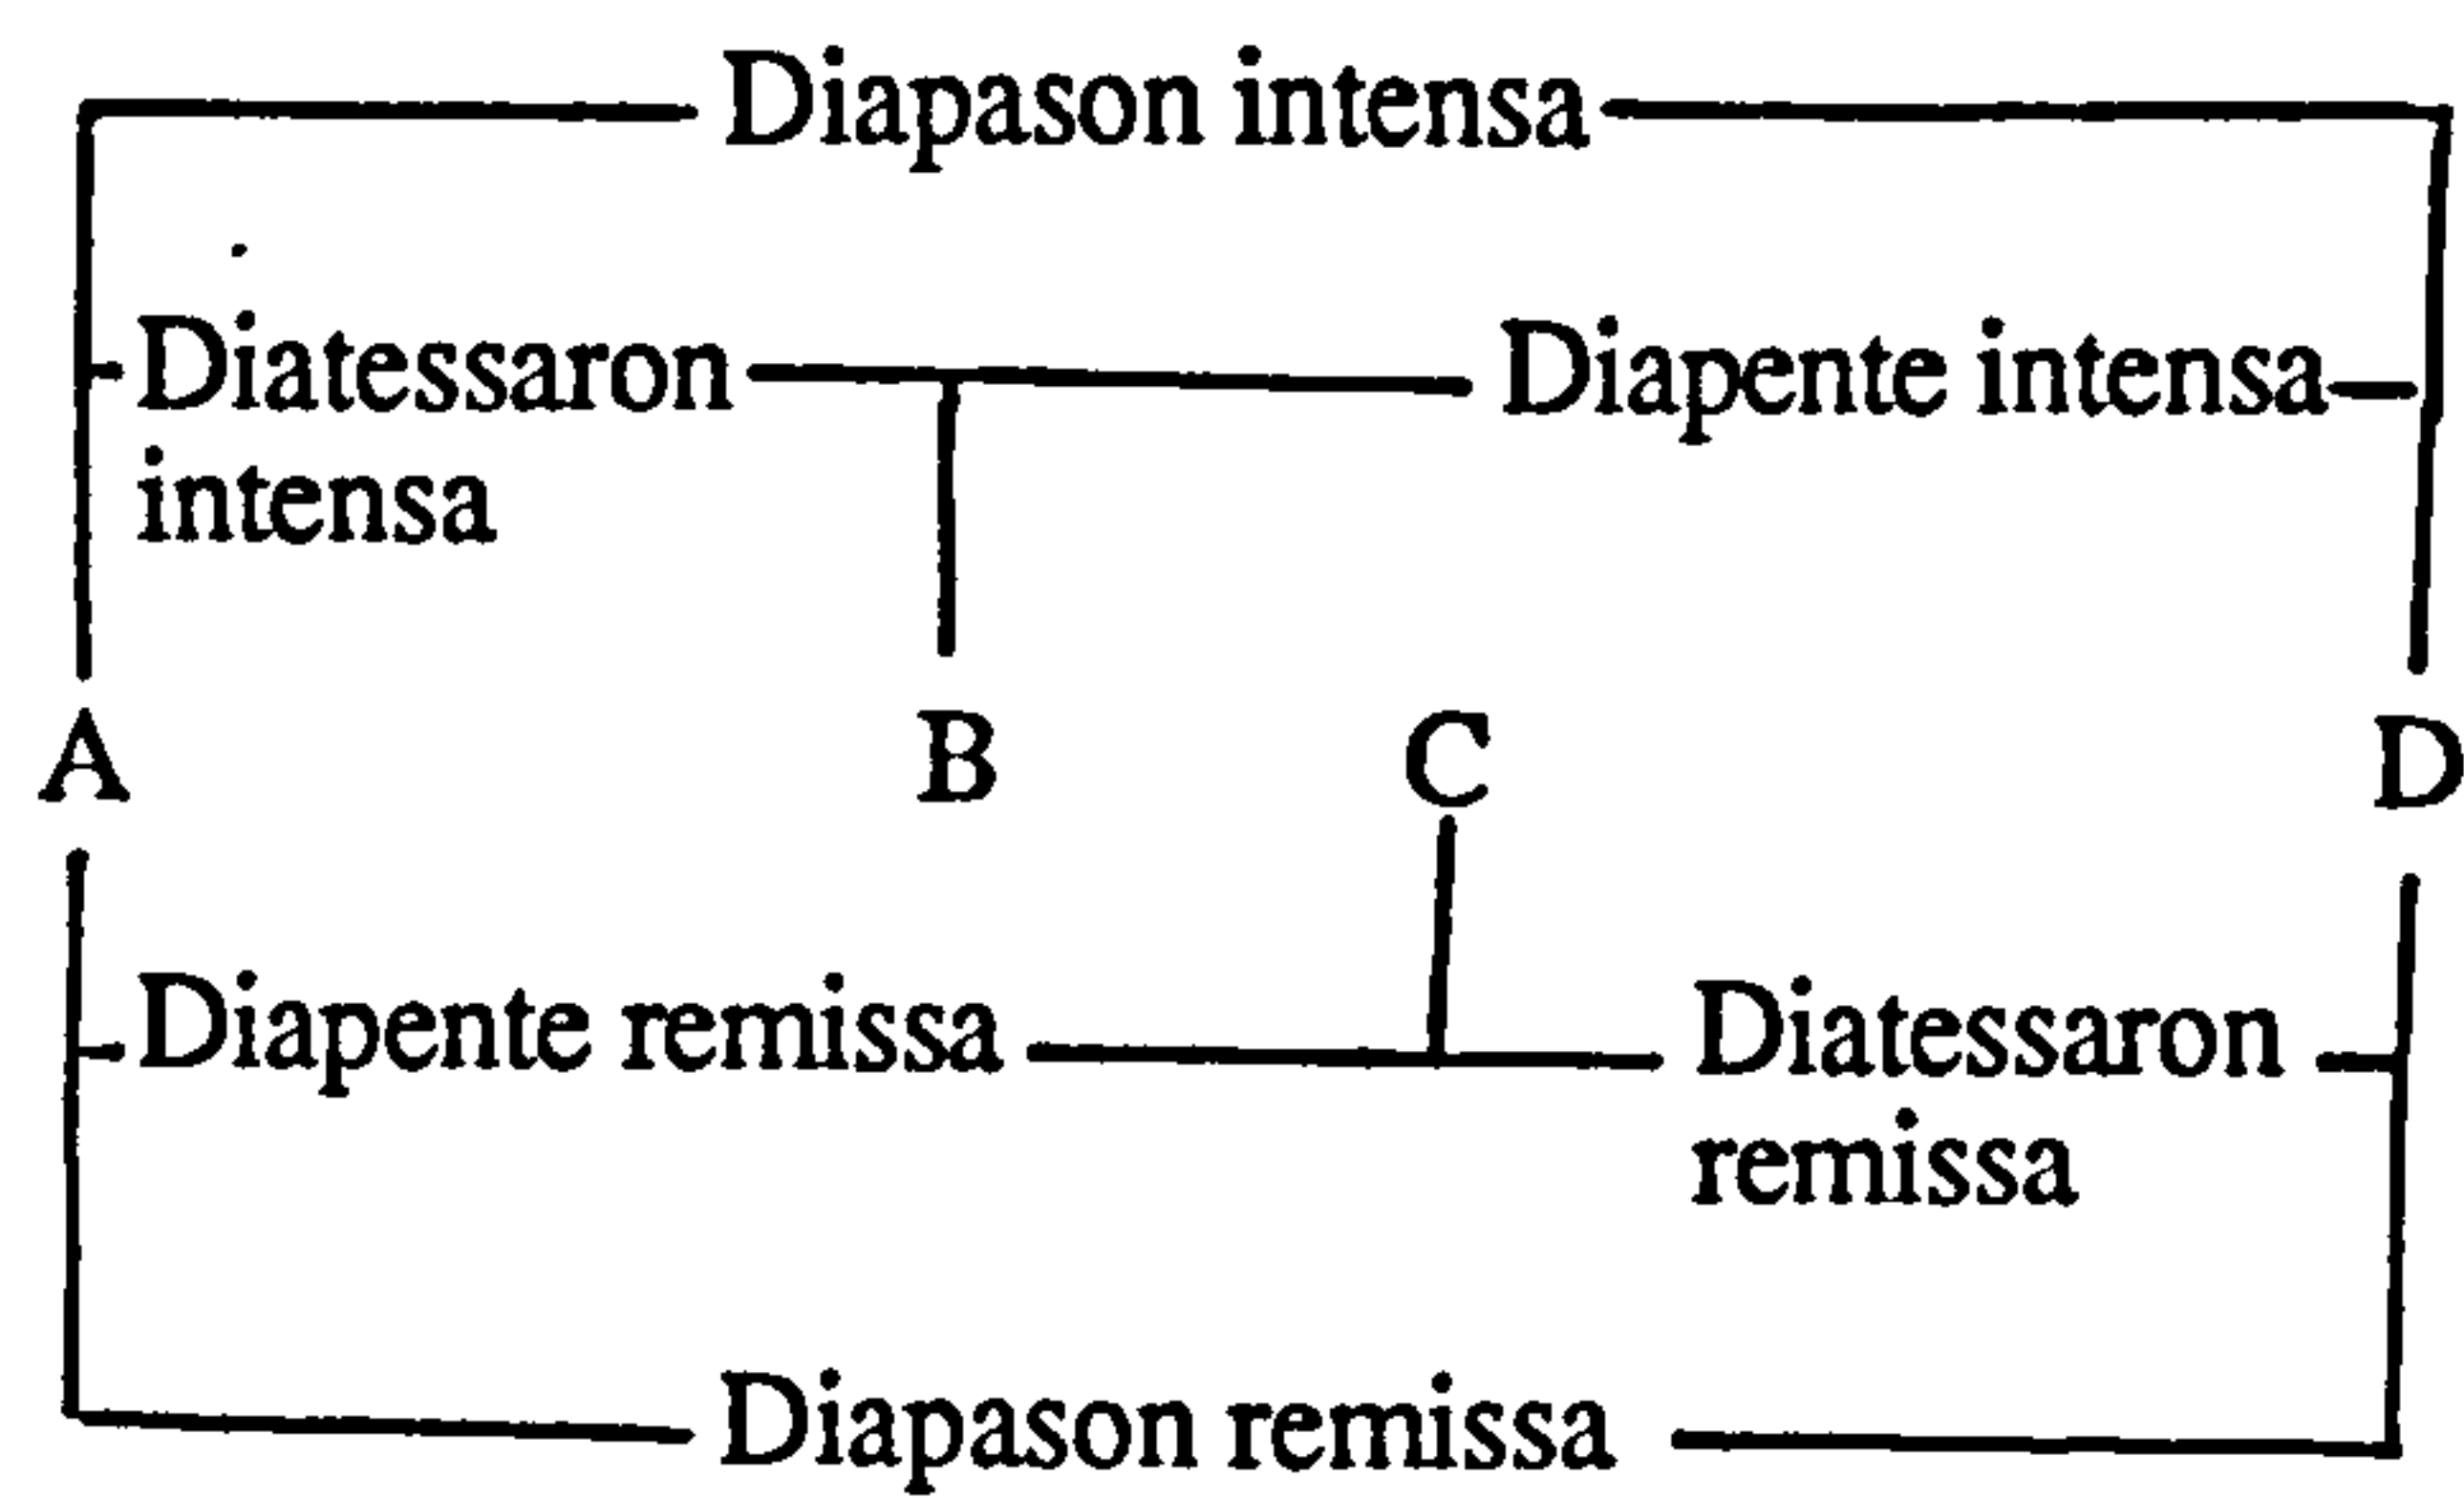 Diapason intensa
Diatessaron Diapente intensa
intensa
A B C D
Diapente remissa Diatessaron
remissa
Diapason remissa